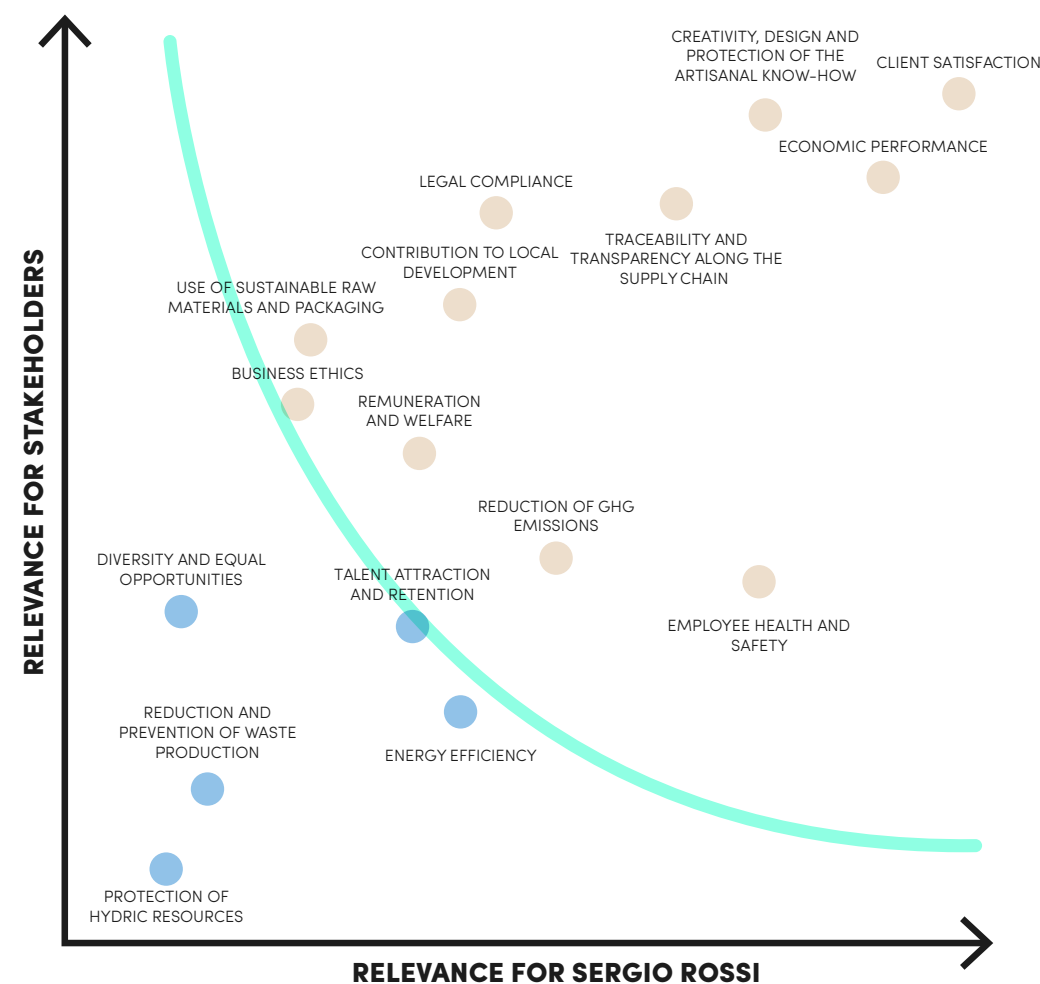 CREATIVITY, DESIGN AND
PROTECTION OF THE
ARTISANAL KNOW-HOW
CLIENT SATISFACTION
ECONOMIC PERFORMANCE
LEGAL COMPLIANCE
TRACEABILITY AND
TRANSPARENCY ALONG THE
SUPPLY CHAIN
CONTRIBUTION TO LOCAL
DEVELOPMENT
USE OF SUSTAINABLE RAW
MATERIALS AND PACKAGING
BUSINESS ETHICS
REMUNERATION
AND WELFARE
REDUCTION OF GHG
EMISSIONS
DIVERSITY AND EQUAL
OPPORTUNITIES
TALENT ATTRACTION
AND RETENTION
EMPLOYEE HEALTH AND
SAFETY
REDUCTION AND
PREVENTION OF WASTE
PRODUCTION
ENERGY EFFICIENCY
PROTECTION OF
HYDRIC RESOURCES
RELEVANCE FOR STAKEHOLDERS
RELEVANCE FOR SERGIO ROSSI